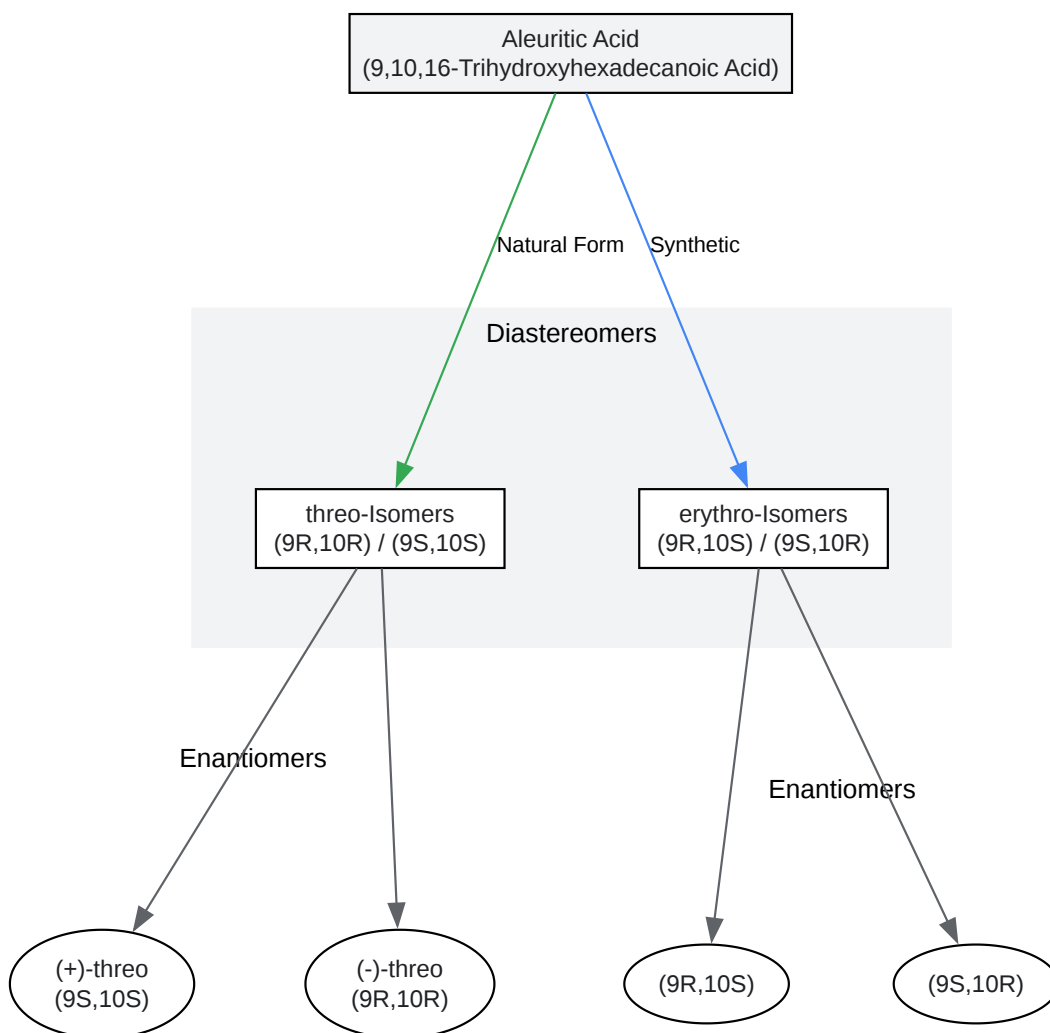 Aleuritic Acid
(9,10,16-Trihydroxyhexadecanoic Acid)
Natural Form
Synthetic
Diastereomers
threo-Isomers
(9R,10R) / (9S,10S)
erythro-Isomers
(9R,10S) / (9S,10R)
Enantiomers
Enantiomers
(+)-threo
(9S,10S)
(-)-threo
(9R,10R)
(9R,10S)
(9S,10R)